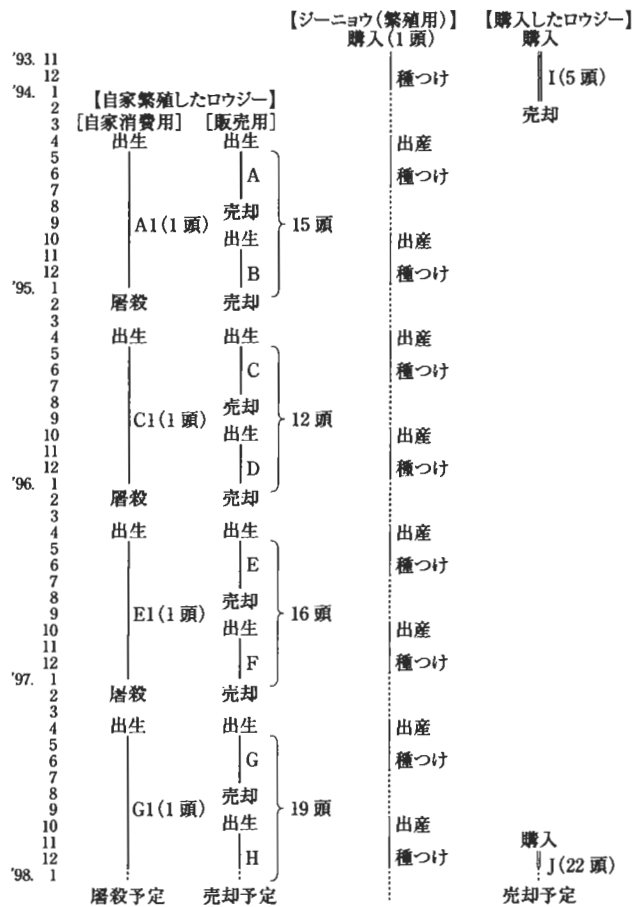 【ジーニョウ(繁殖用)】 【購入したロウジー】
購入(1頭) 購入
'93. 11
12 種つけ I(5頭)
'94. 1 【自家繁殖したロウジー】
2 売却
3 [自家消費用] [販売用]
4 出生 出生 出産
5
6 A 種つけ
7
8 売却
9 A1(1頭) 15頭
10 出生 出産
11
12 B 種つけ
'95. 1
2 屠殺 売却
3
4 出生 出生 出産
5
6 C 種つけ
7
8 売却
9 C1(1頭) 12頭
10 出生 出産
11
12 D 種つけ
'96. 1
2 屠殺 売却
3
4 出生 出生 出産
5
6 E 種つけ
7
8 売却
9 E1(1頭) 16頭
10 出生 出産
11
12 F 種つけ
'97. 1
2 屠殺 売却
3
4 出生 出生 出産
5
6 G 種つけ
7
8 売却
9 G1(1頭) 19頭
10 出生 出産
11 購入
12 H 種つけ J(22頭)
'98. 1
屠殺予定 売却予定 売却予定